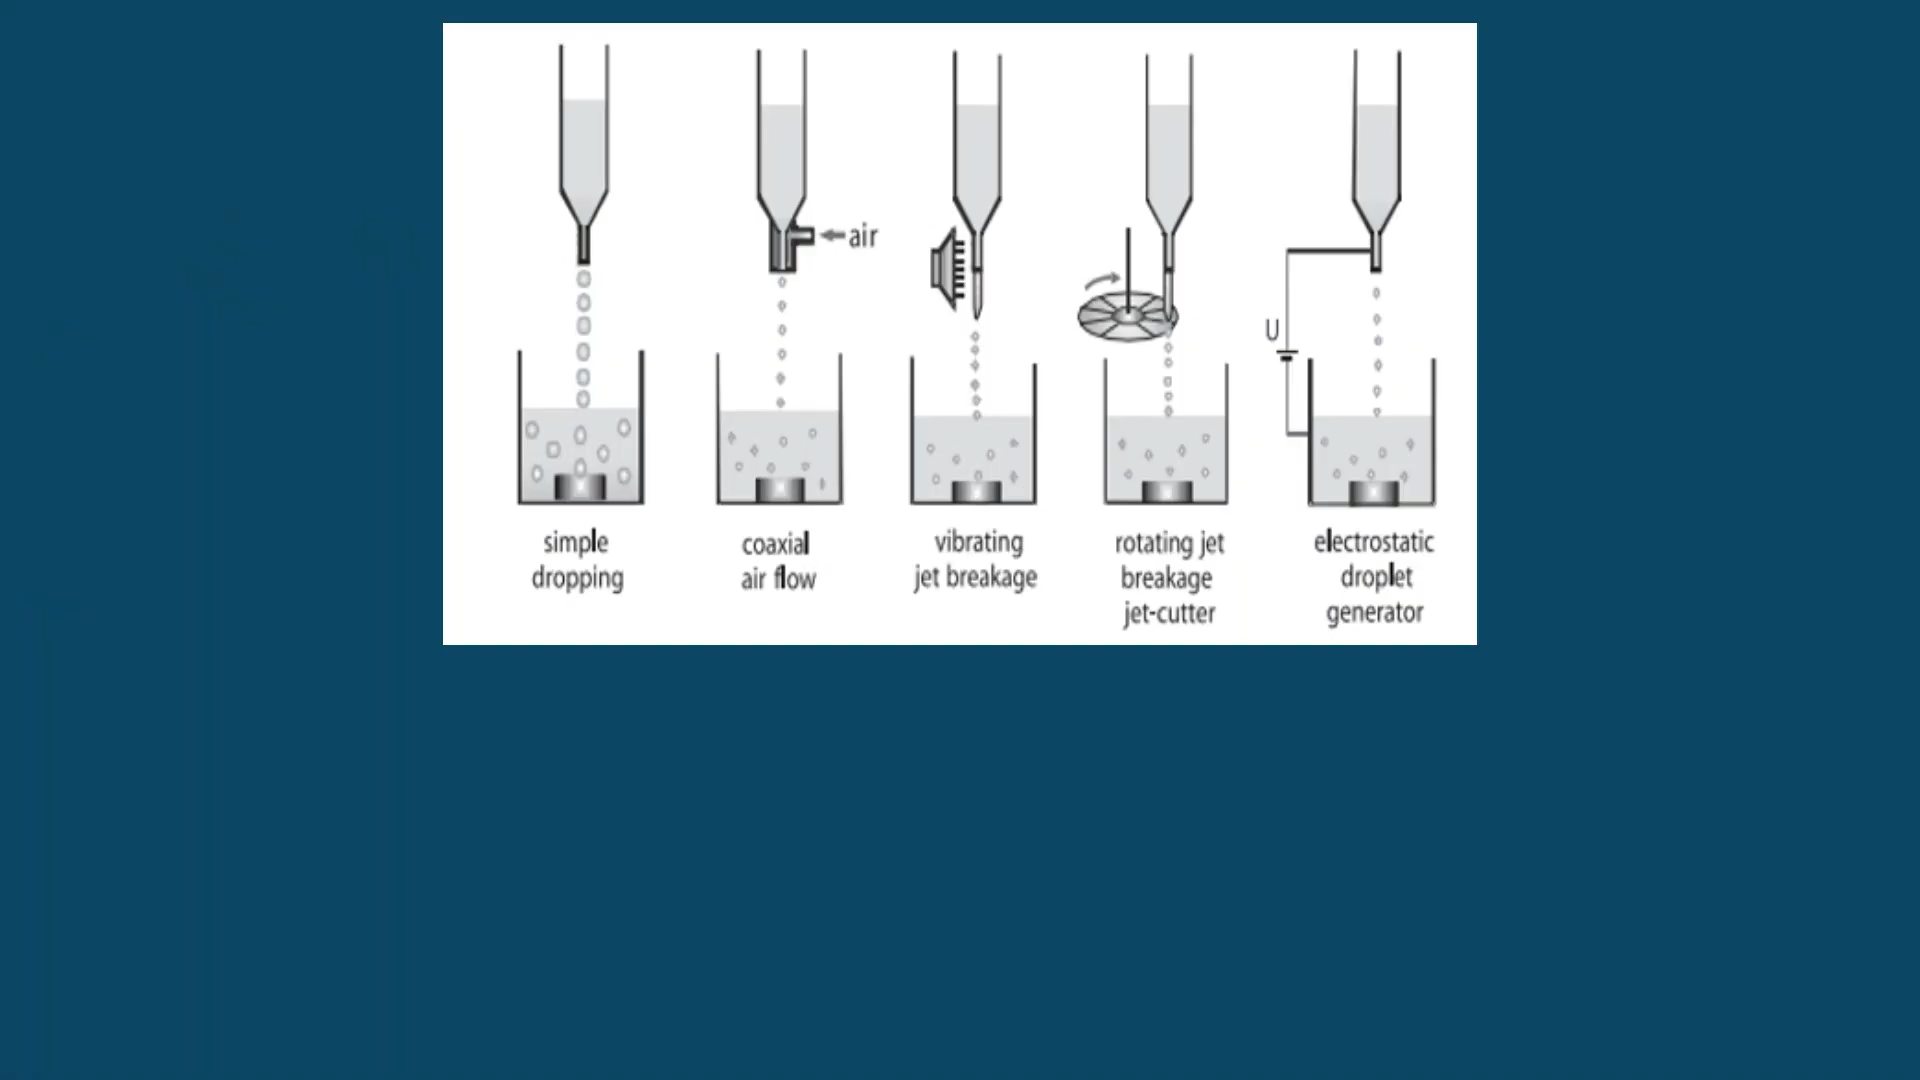 air
U
simple
dropping
coaxial
air flow
vibrating
jet breakage
rotating jet
breakage
jet-cutter
electrostatic
droplet
generator